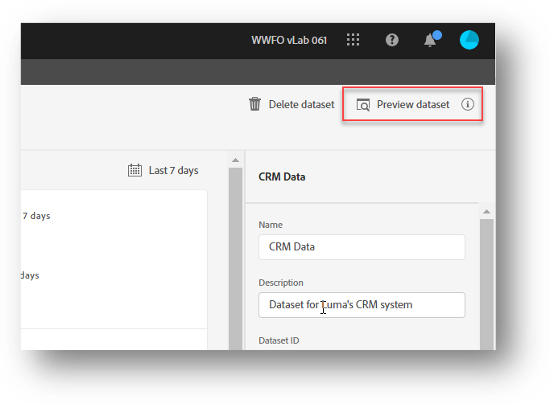 WWFO vLab 061
Delete dataset
Preview dataset
Last 7 days
CRM Data
7 days
Name
CRM Data
days
Description
Dataset for Luma's CRM system
Dataset ID